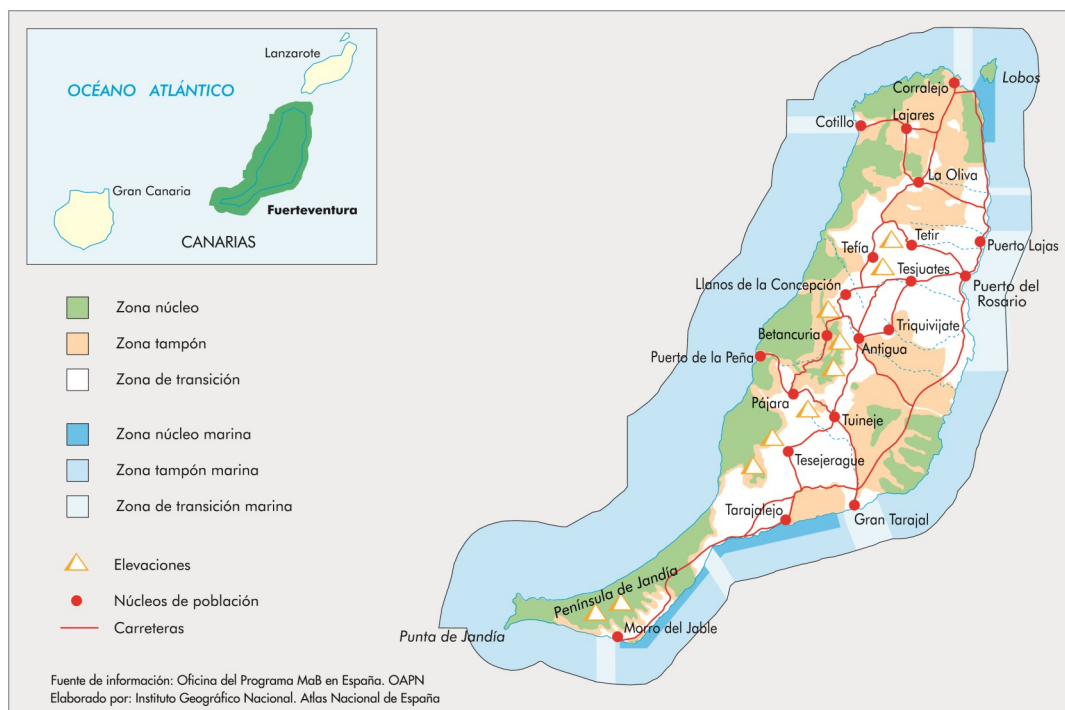 Lanzarote
OCÉANO ATLÁNTICO
Gran Canaria
Fuerteventura
CANARIAS
Zona núcleo
Zona tampón
Zona de transición
Zona núcleo marina
Zona tampón marina
Zona de transición marina
Elevaciones
Núcleos de población
Carreteras
Corralejo
Lobos
Cotillo
Lajares
La Oliva
Tetir
Puerto Lajas
Tefía
Tesjuates
Llanos de la Concepción
Puerto del
Rosario
Betancuria
Triquivijate
Antigua
Puerto de la Peña
Pájara
Tuineje
Tesejerague
Tarajalejo
Gran Tarajal
Península de Jandía
Punta de Jandía
Morro del Jable
Fuente de información: Oficina del Programa MaB en España. OAPN
Elaborado por: Instituto Geográfico Nacional. Atlas Nacional de España